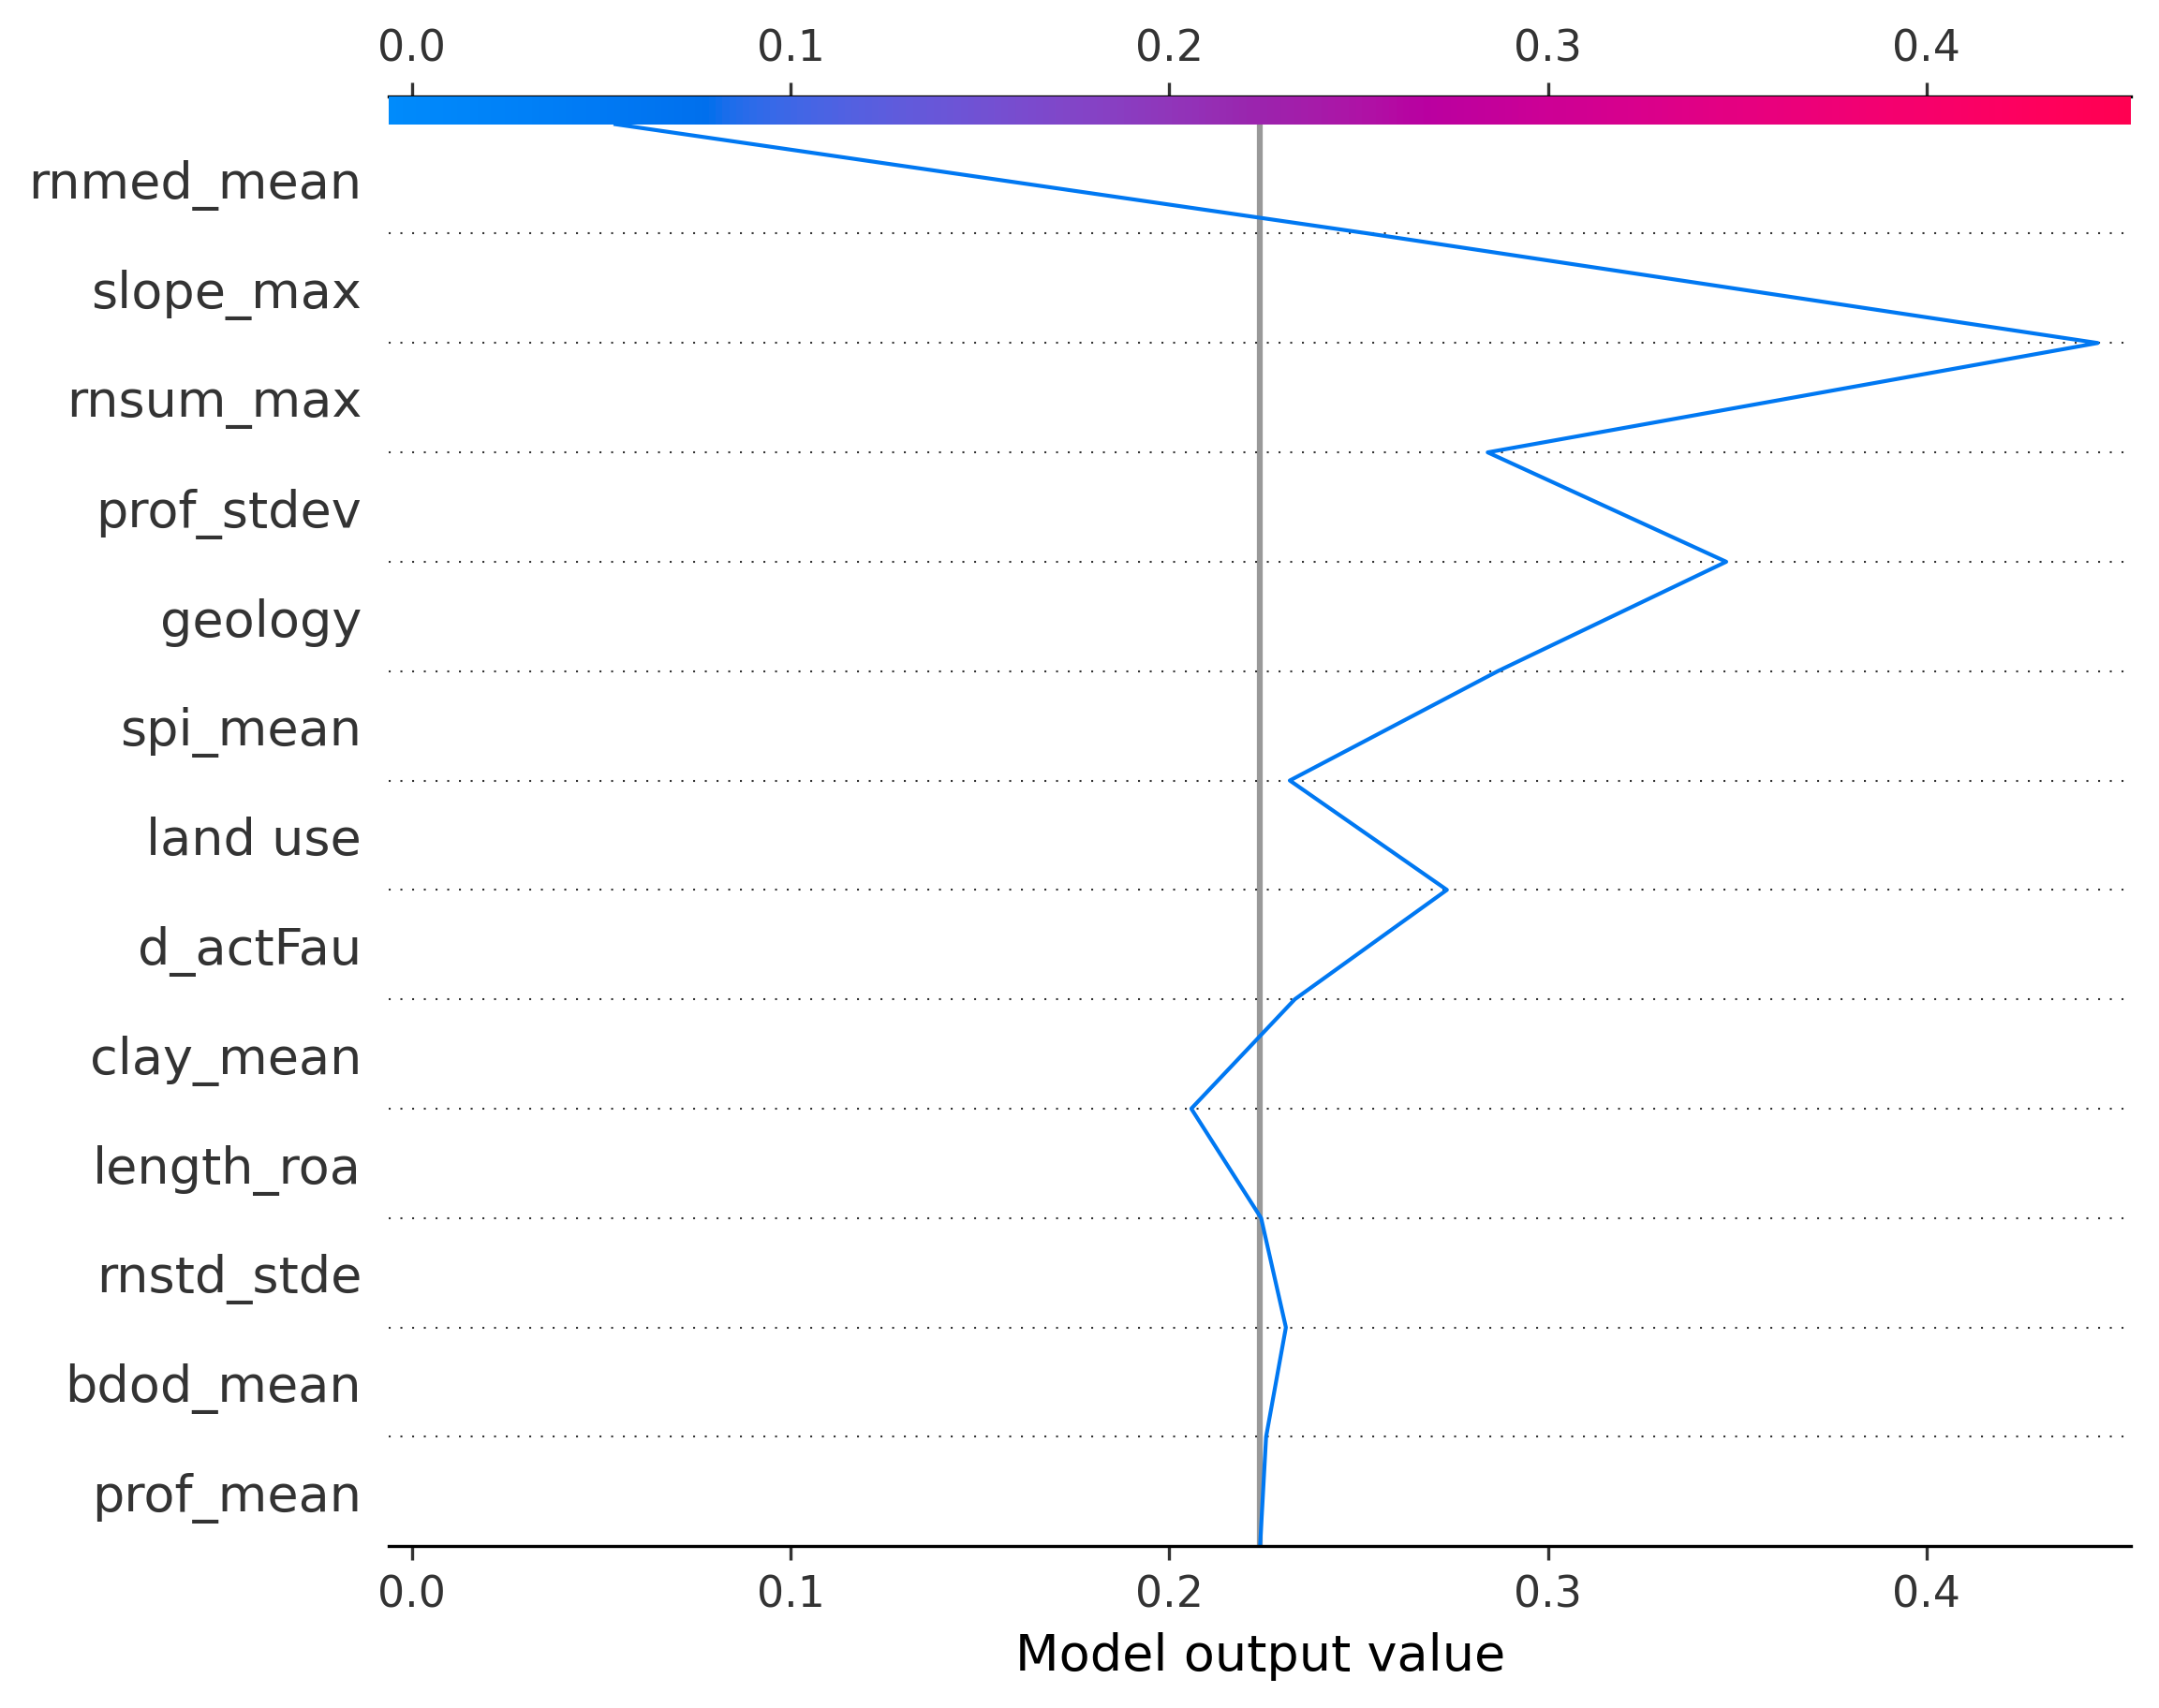 0.0 0.1 0.2 0.3 0.4
rnmed_mean
slope_max
rnsum_max
prof_stdev
geology
spi_mean
land use
d_actFau
clay_mean
length_roa
rnstd_stde
bdod_mean
prof_mean
0.0 0.1 0.2 0.3 0.4
Model output value